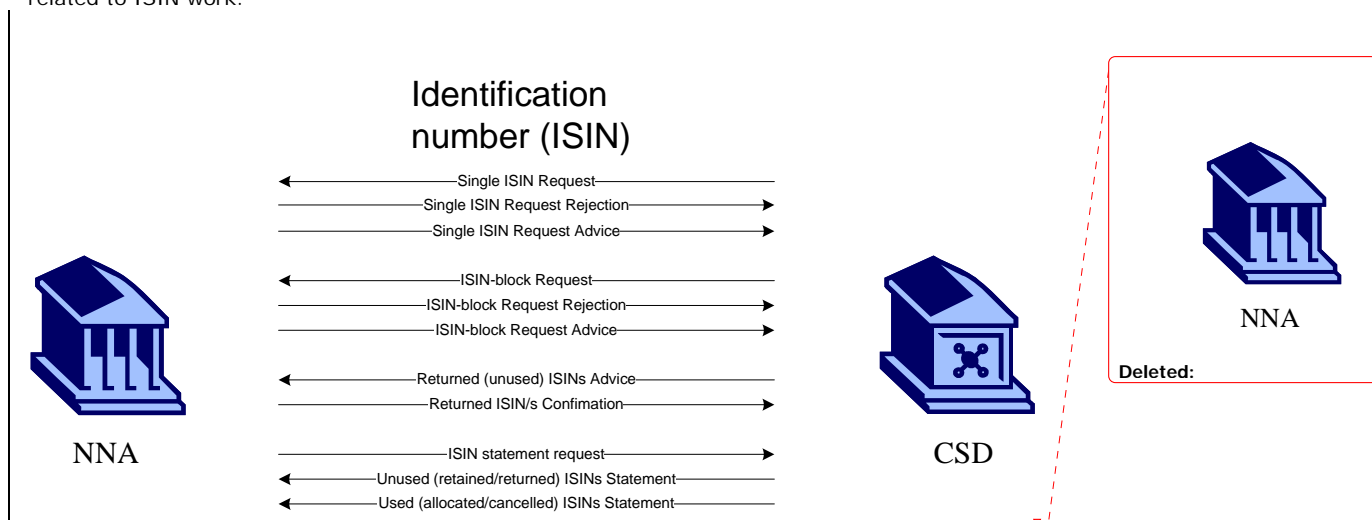 related to ISIN work.
Identification
number (ISIN)
Single ISIN Request
Single ISIN Request Rejection
Single ISIN Request Advice
ISIN-block Request
ISIN-block Request Rejection
ISIN-block Request Advice
Returned (unused) ISINs Advice
Returned ISIN/s Confimation
ISIN statement request
Unused (retained/returned) ISINs Statement
Used (allocated/cancelled) ISINs Statement
NNA
CSD
NNA
Deleted: